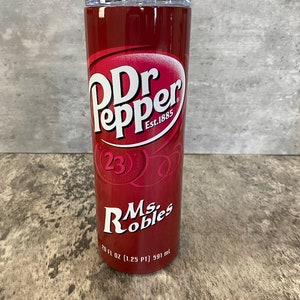 Dr
Pepper
Est.1885
23
Ms.
Robles
20 FL OZ (1.25 PT) 591 mL